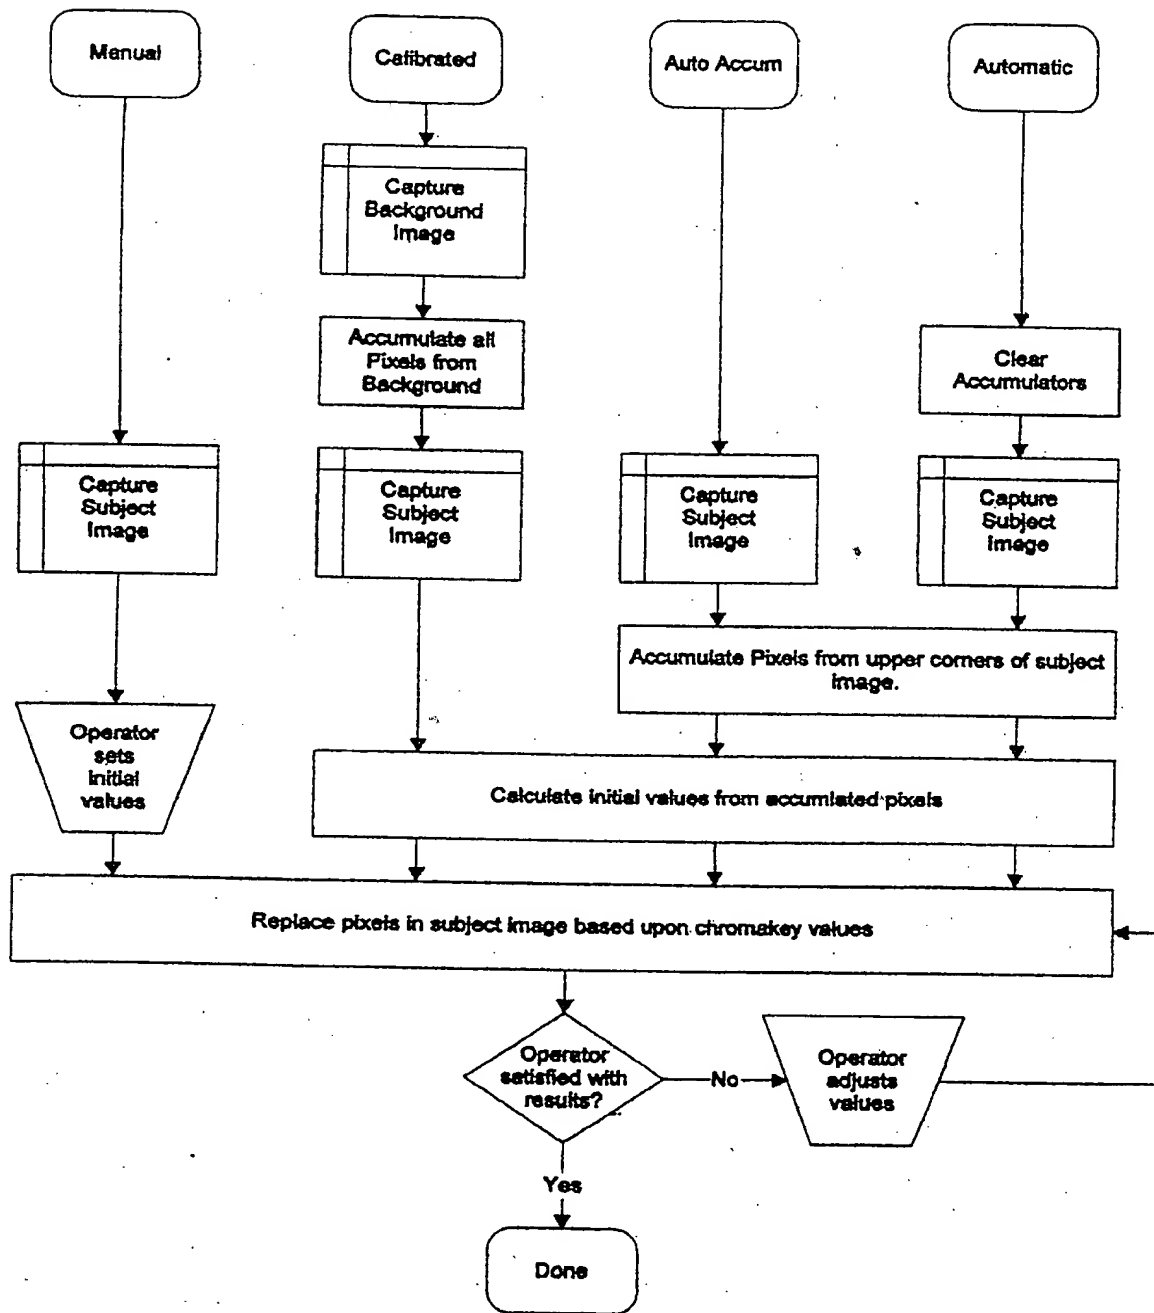 Manual
Calibrated
Auto Accum
Automatic
Capture
Background
Image
Accumulate all
Pixels from
Background
Clear
Accumulators
Capture
Subject
Image
Capture
Subject
Image
Capture
Subject
Image
Capture
Subject
Image
Accumulate Pixels from upper corners of subject
image.
Operator
sets
initial
values
Calculate initial values from accumlated pixels
Replace pixels in subject image based upon chromakey values
Operator
satisfied with
results?
No
Operator
adjusts
values
Yes
Done